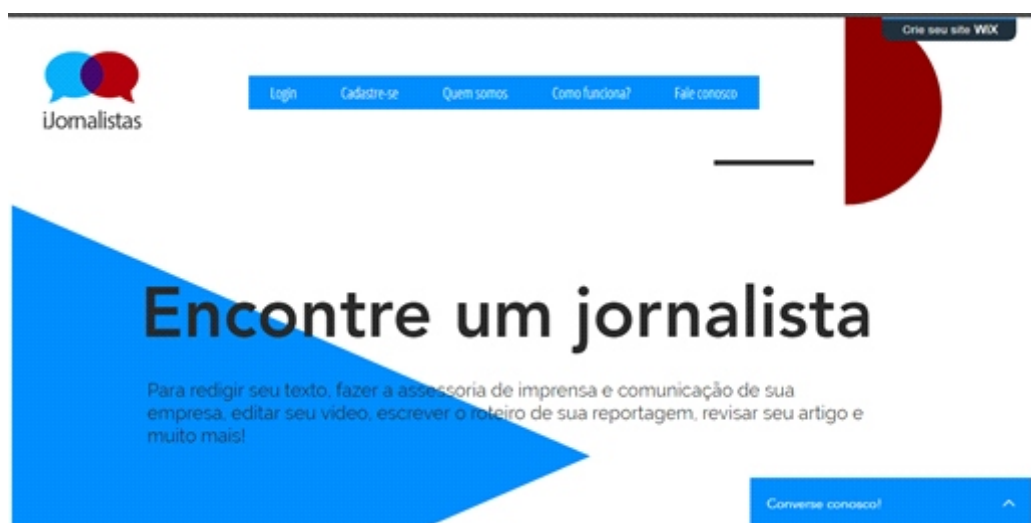 Crie seu site WiX
iJornalistas
Login Cadastre-se Quem somos Como funciona? Fale conosco
Encontre um jornalista
Para redigir seu texto, fazer a assessoria de imprensa e comunicação de sua
empresa, editar seu video, escrever o roteiro de sua reportagem, revisar seu artigo e
muito mais!
Converse conosco!